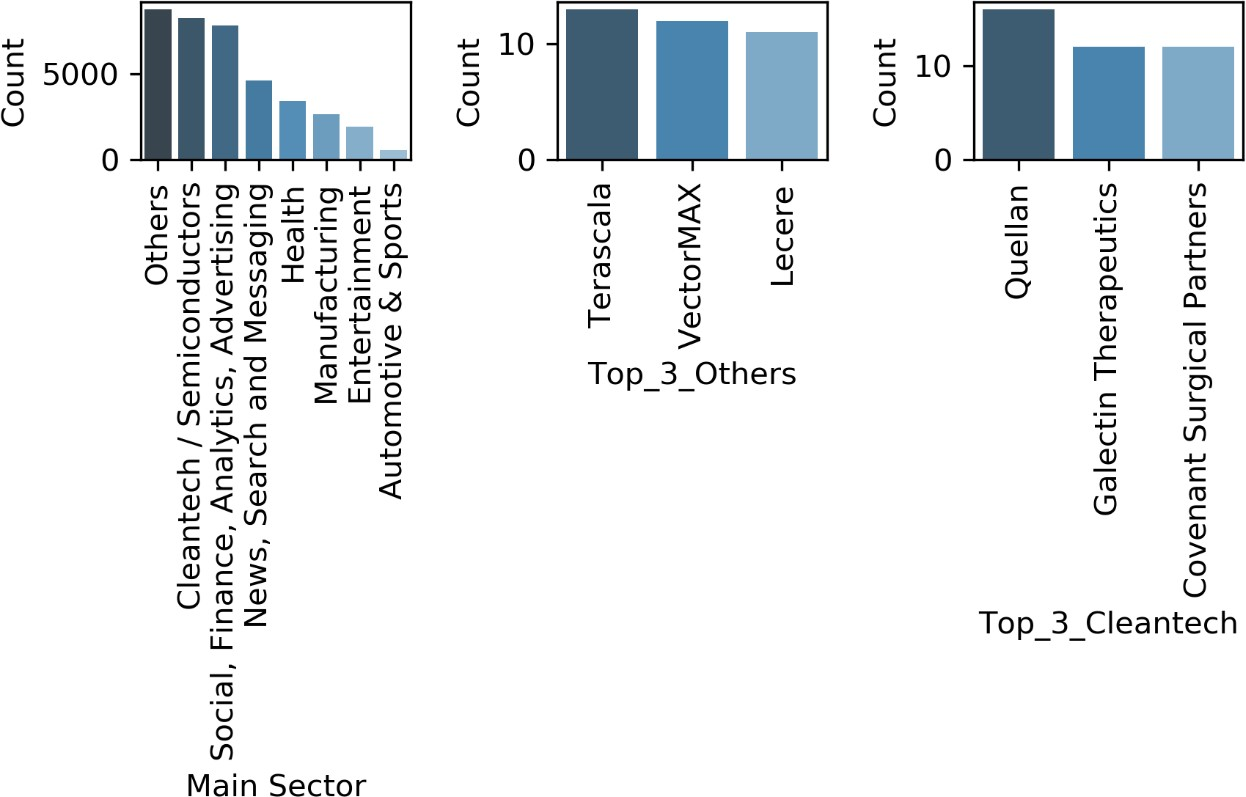 Count
5000
0
Others
Cleantech / Semiconductors
Social, Finance, Analytics, Advertising
News, Search and Messaging
Health
Manufacturing
Entertainment
Automotive & Sports
Main Sector
Count
10
0
Terascala
VectorMAX
Lecere
Top_3_Others
Count
10
0
Quellan
Galectin Therapeutics
Covenant Surgical Partners
Top_3_Cleantech